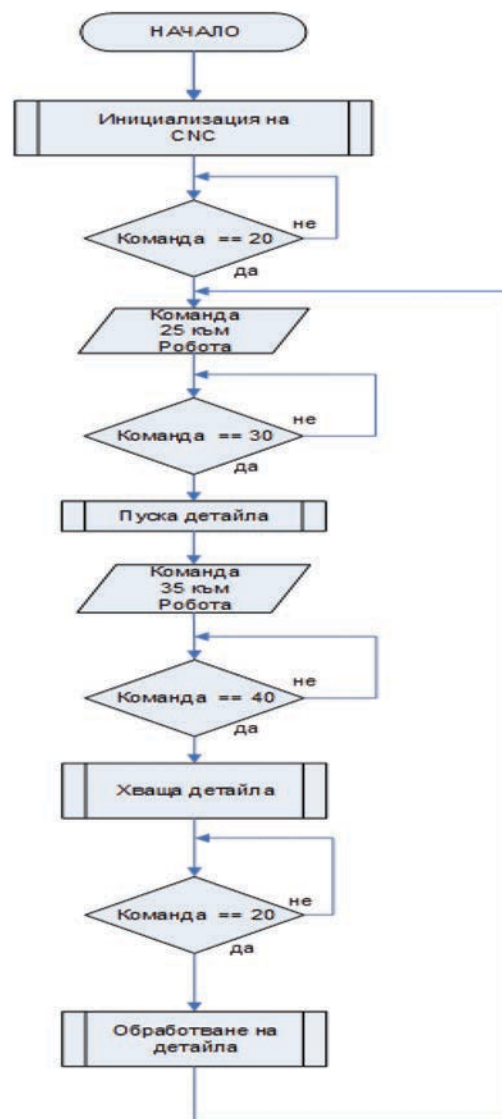 НАЧАЛО
Инициализация на
CNC
не
Команда == 20
да
Команда
25 към
Робота
не
Команда == 30
да
Пуска детайла
Команда
35 към
Робота
не
Команда == 40
да
Хваща детайла
не
Команда == 20
да
Обработване на
детайла